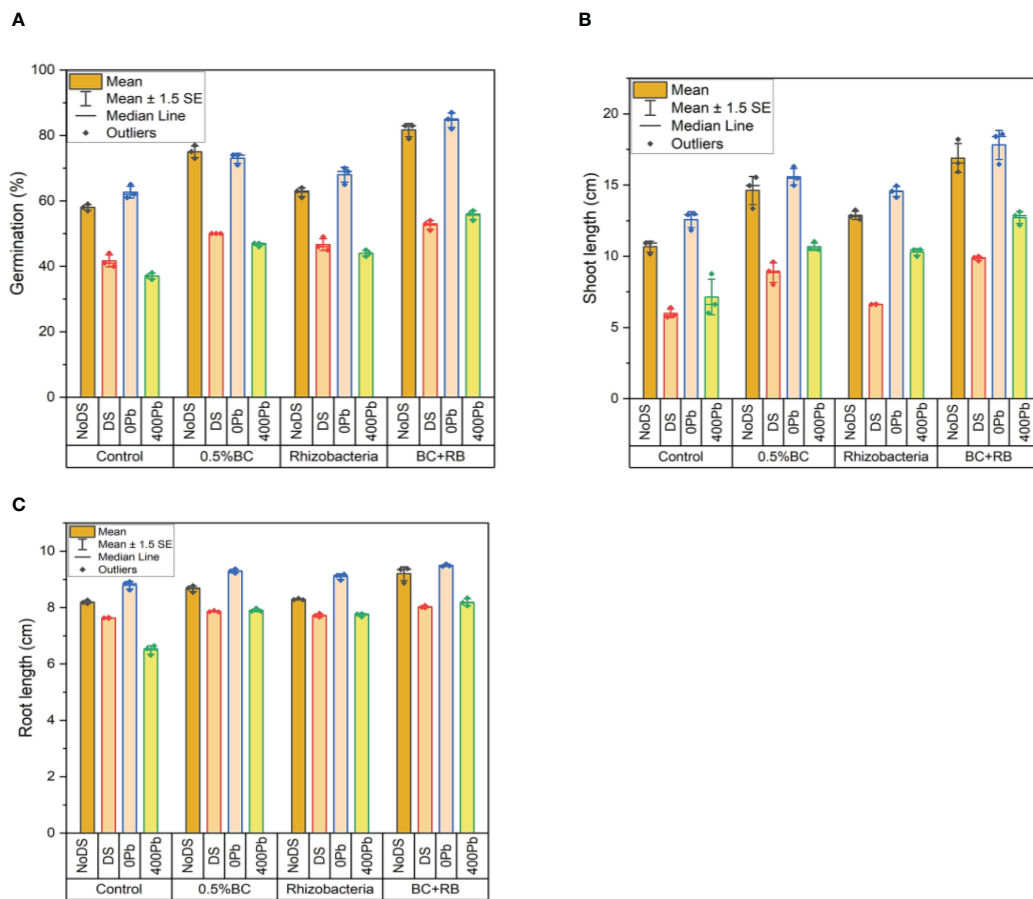 A
Germination (%)
100
80
60
40
20
0
Mean
Mean ± 1.5 SE
Median Line
Outliers
NoDS DS 0Pb 400Pb NoDS DS 0Pb 400Pb NoDS DS 0Pb 400Pb NoDS DS 0Pb 400Pb
Control 0.5%BC Rhizobacteria BC+RB
B
Shoot length (cm)
20
15
10
5
0
Mean
Mean ± 1.5 SE
Median Line
Outliers
NoDS DS 0Pb 400Pb NoDS DS 0Pb 400Pb NoDS DS 0Pb 400Pb NoDS DS 0Pb 400Pb
Control 0.5%BC Rhizobacteria BC+RB
C
Root length (cm)
10
8
6
4
2
0
Mean
Mean ± 1.5 SE
Median Line
Outliers
NoDS DS 0Pb 400Pb NoDS DS 0Pb 400Pb NoDS DS 0Pb 400Pb NoDS DS 0Pb 400Pb
Control 0.5%BC Rhizobacteria BC+RB